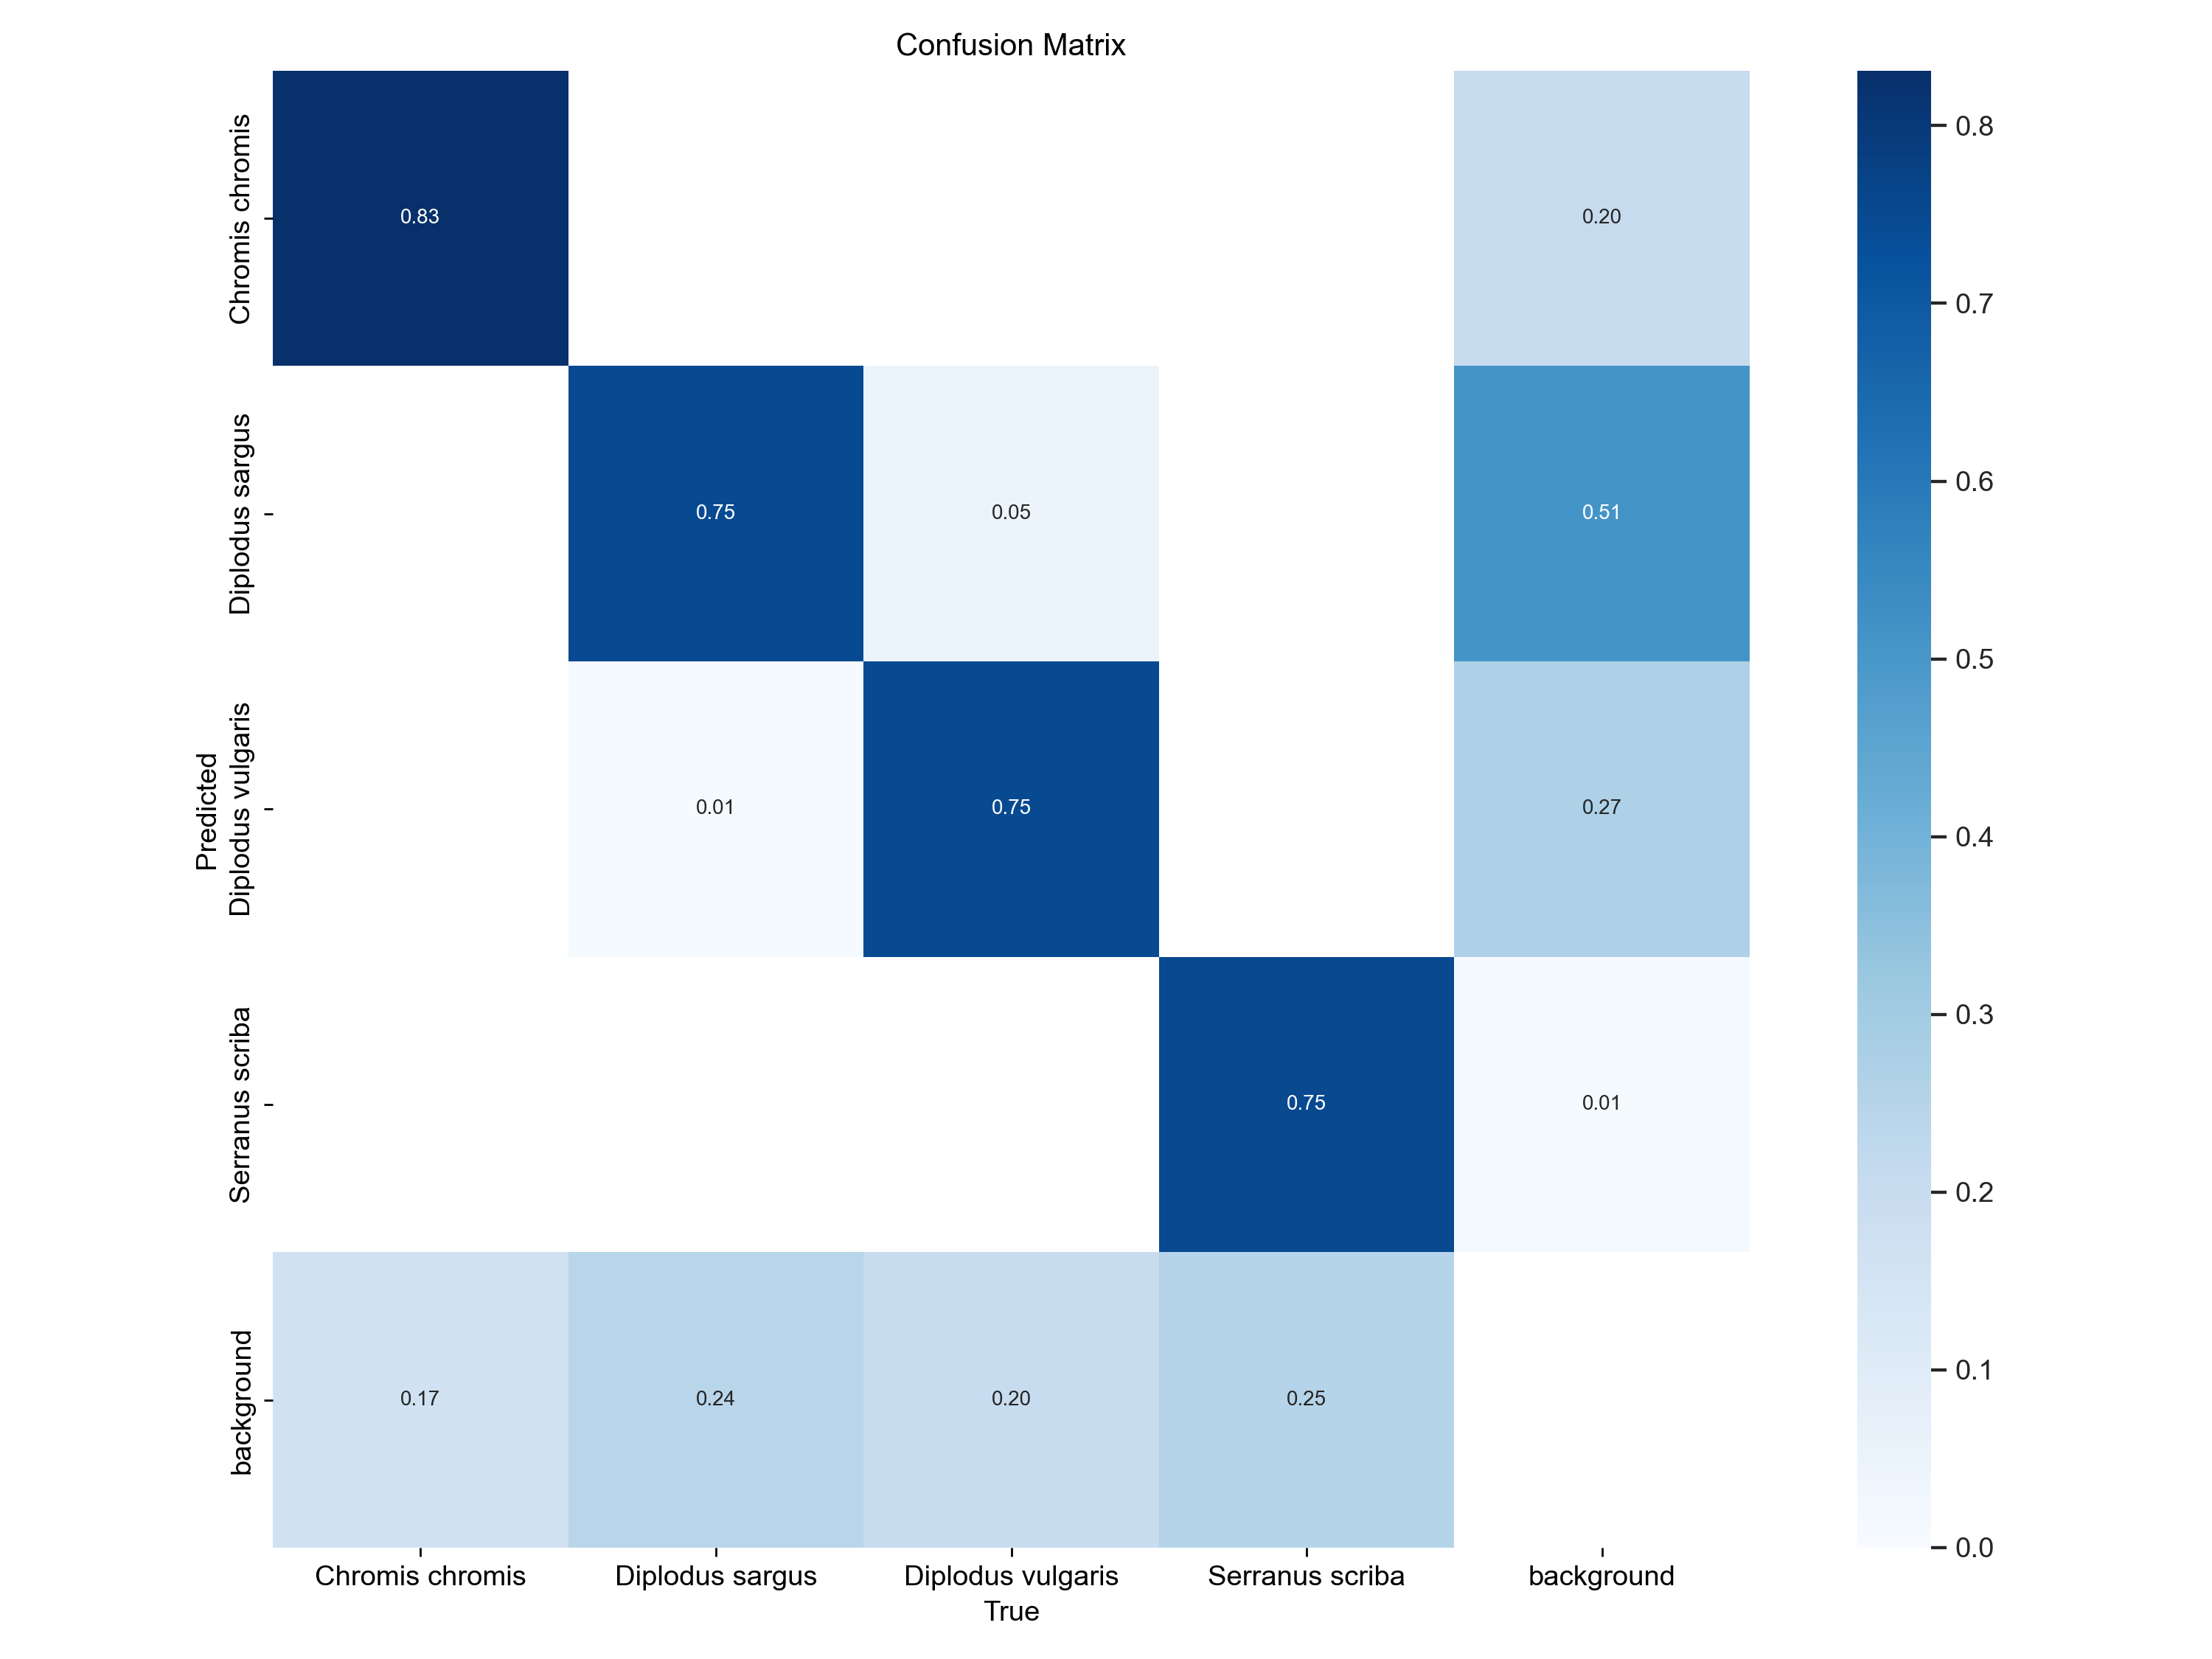 Confusion Matrix
Chromis chromis
0.83
0.20
Diplodus sargus
0.75
0.05
0.51
Predicted
Diplodus vulgaris
0.01
0.75
0.27
Serranus scriba
0.75
0.01
background
0.17
0.24
0.20
0.25
Chromis chromis
Diplodus sargus
Diplodus vulgaris
Serranus scriba
background
True
0.8
0.7
0.6
0.5
0.4
0.3
0.2
0.1
0.0